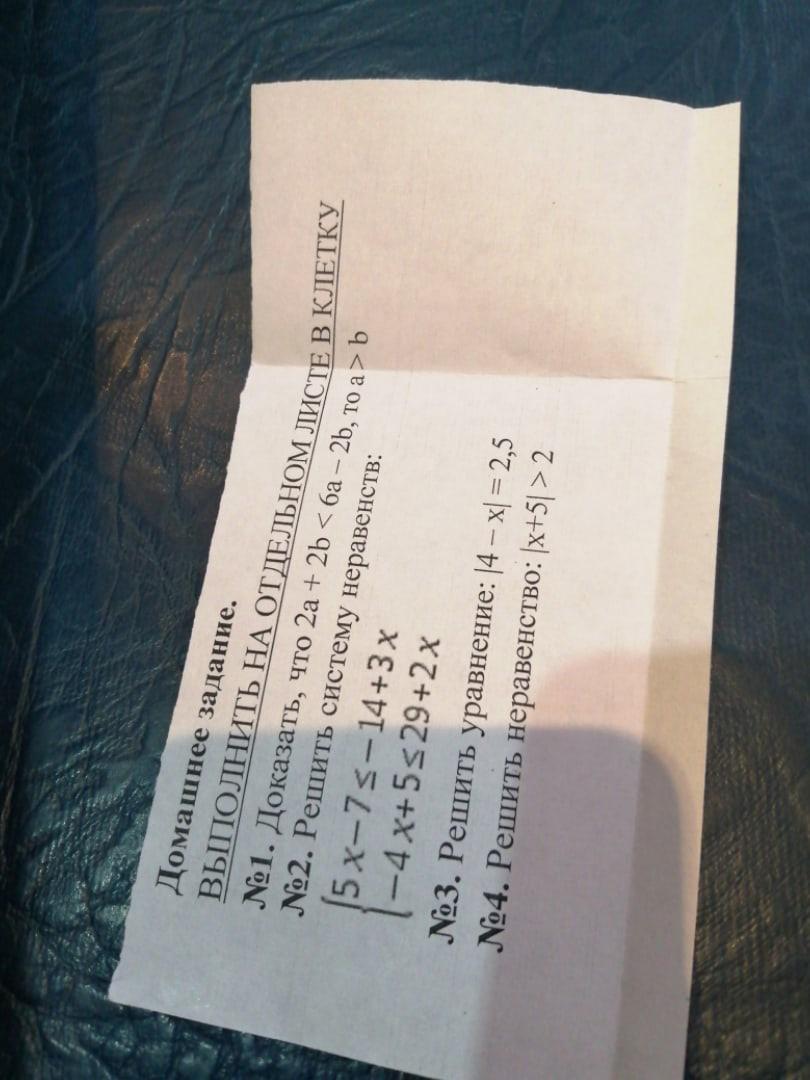 Домашнее задание.
ВЫПОЛНИТЬ НА ОТДЕЛЬНОМ ЛИСТЕ В КЛЕТКУ
№1. Доказать, что 2a + 2b < 6a – 2b, то a > b
№2. Решить систему неравенств:
{5x−7≤−14+3x
−4x+5≤29+2x
№3. Решить уравнение: |4 – x| = 2,5
№4. Решить неравенство: |x+5| > 2